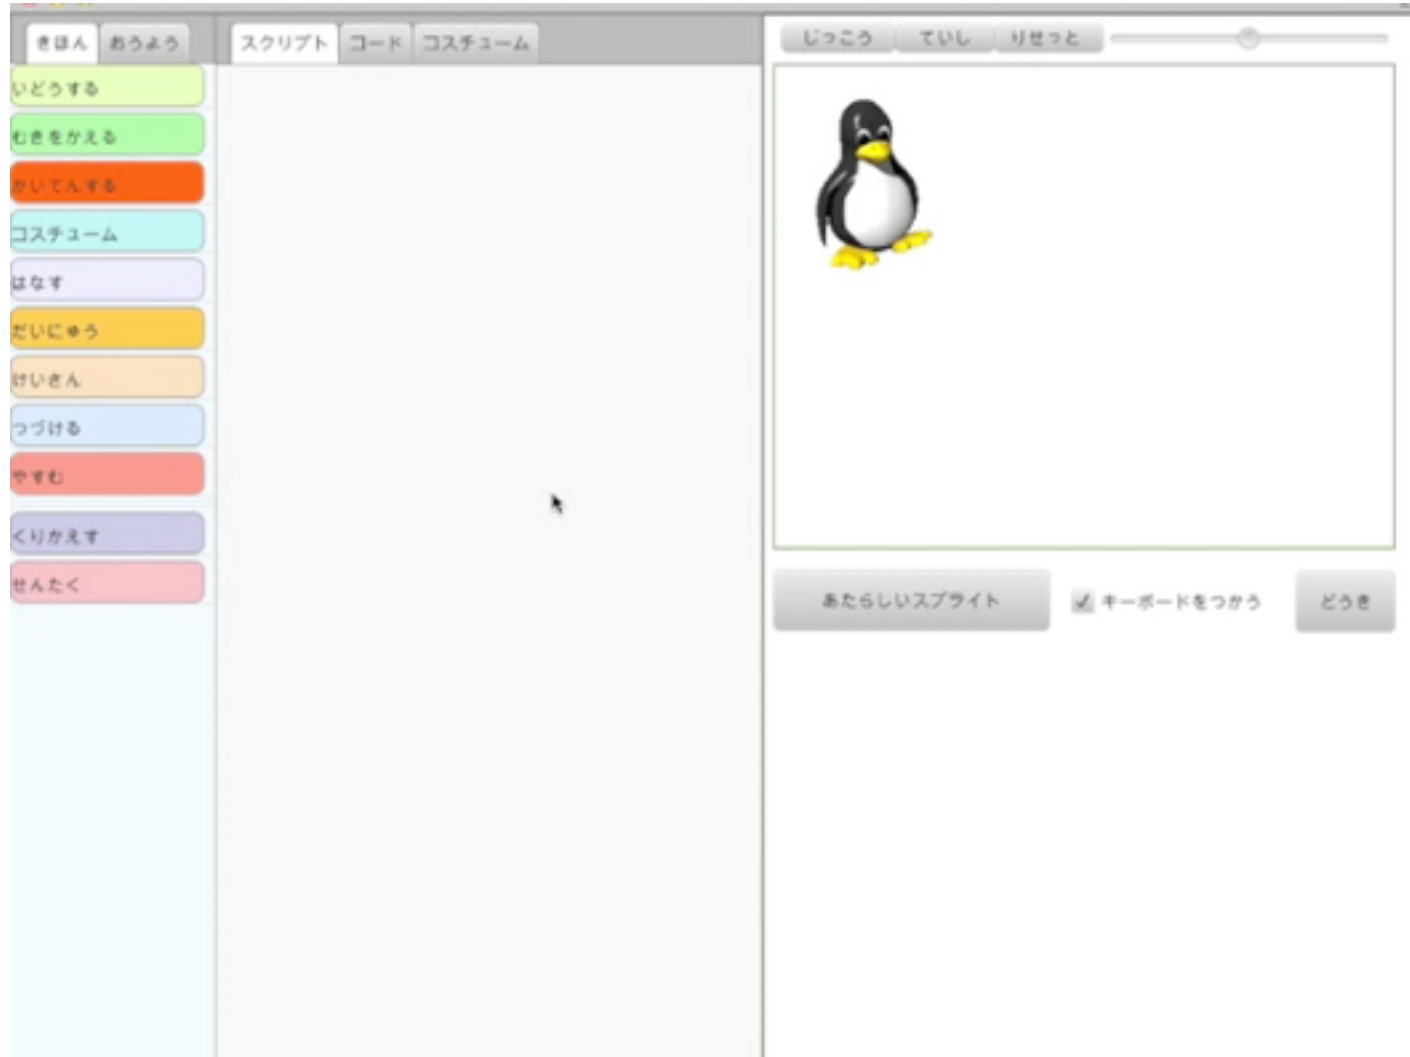 きほん おうよう
いどうする
むきをかえる
かいてんする
コスチューム
はなす
だいにゅう
けいさん
つづける
やすむ
くりかえす
せんたく
スクリプト コード コスチューム
じっこう ていし りせっと
あたらしいスプライト キーボードをつかう どうき